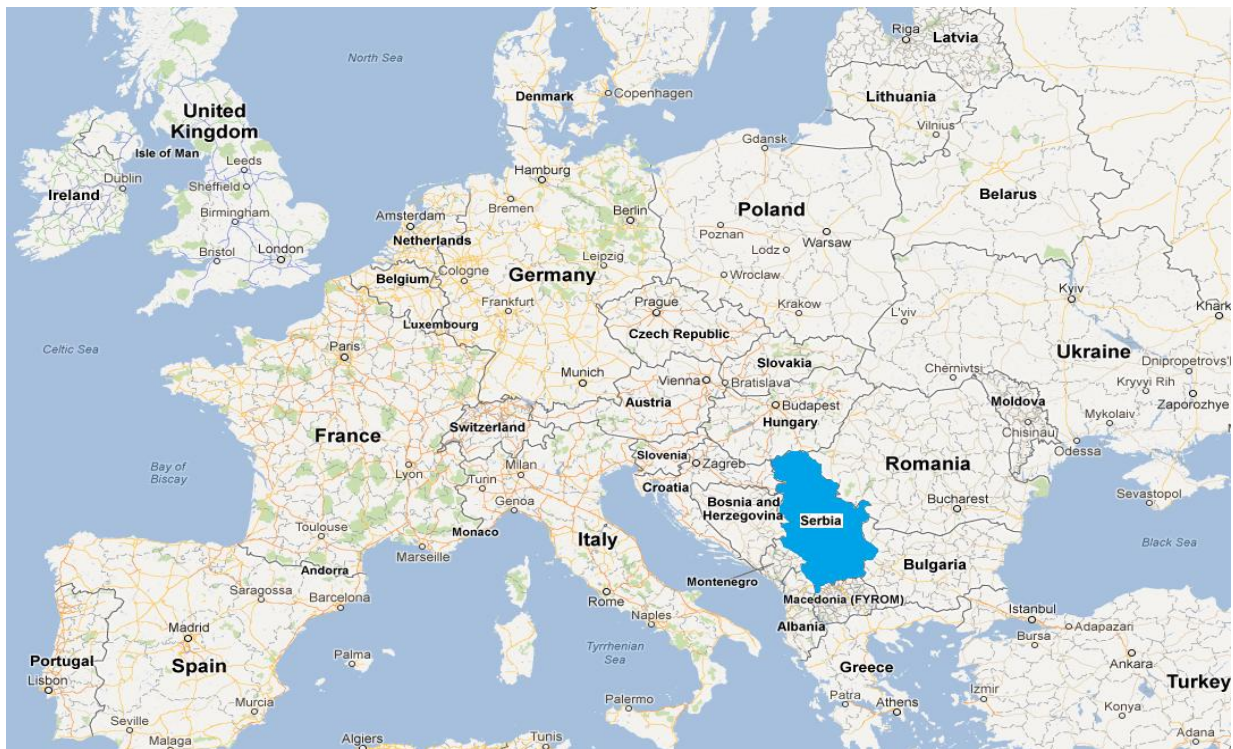 Riga
Latvia
North Sea
Denmark
Copenhagen
Lithuania
Vilnius
United
Kingdom
Isle of Man
Leeds
Dublin
Sheffield
Ireland
Birmingham
Bristol
London
Gdansk
Hamburg
Bremen
Berlin
Amsterdam
Netherlands
Poland
Poznan
Warsaw
Lodz
Belarus
Belgium
Cologne
Germany
Leipzig
Wroclaw
Frankfurt
Prague
Krakow
Kyiv
Khark
L'viv
Luxembourg
Czech Republic
Celtic Sea
Paris
Ukraine
Slovakia
Dnipropetrovs'l
Munich
Vienna
Bratislava
Chernivtsi
Kryvyi Rih
Zaporozhye
Austria
Budapest
Moldova
Mykolaiv
Switzerland
Hungary
Chisinau
France
Odessa
Slovenia
Zagreb
Romania
Bay of
Biscay
Lyon
Milan
Turin
Croatia
Genoa
Bosnia and
Herzegovina
Serbia
Bucharest
Sevastopol
Toulouse
Monaco
Italy
Black Sea
Marseille
Andorra
Montenegro
Bulgaria
Saragossa
Barcelona
Rome
Naples
Macedonia (FYROM)
Albania
Istanbul
Adapazari
Bursa
Madrid
Ankara
Portugal
Spain
Palma
Tyrrhenian
Sea
Greece
Turkey
Lisbon
Murcia
Palermo
Patra
Athens
Izmir
Konya
Seville
Malaga
Algiers
Tunis
Adana